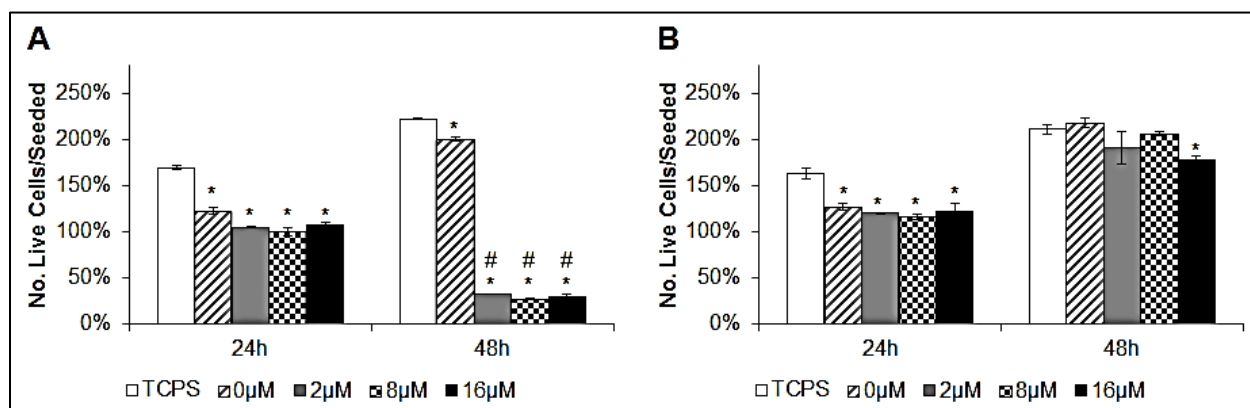 A
No. Live Cells/Seeded
250%
200%
150%
100%
50%
0%
*
* * * *
*
# # #
* * *
24h 48h
TCPS 0µM 2µM 8µM 16µM
B
No. Live Cells/Seeded
250%
200%
150%
100%
50%
0%
* * * *
*
24h 48h
TCPS 0µM 2µM 8µM 16µM